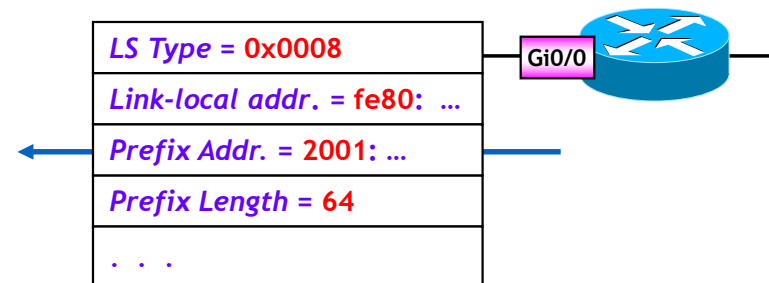 LS Type = 0x0008
Gi0/0
Link-local addr. = fe80: ...
Prefix Addr. = 2001: ...
Prefix Length = 64
. . .